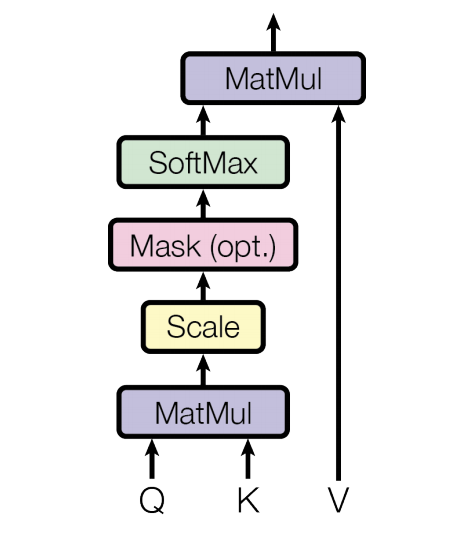 MatMul
SoftMax
Mask (opt.)
Scale
MatMul
Q K V